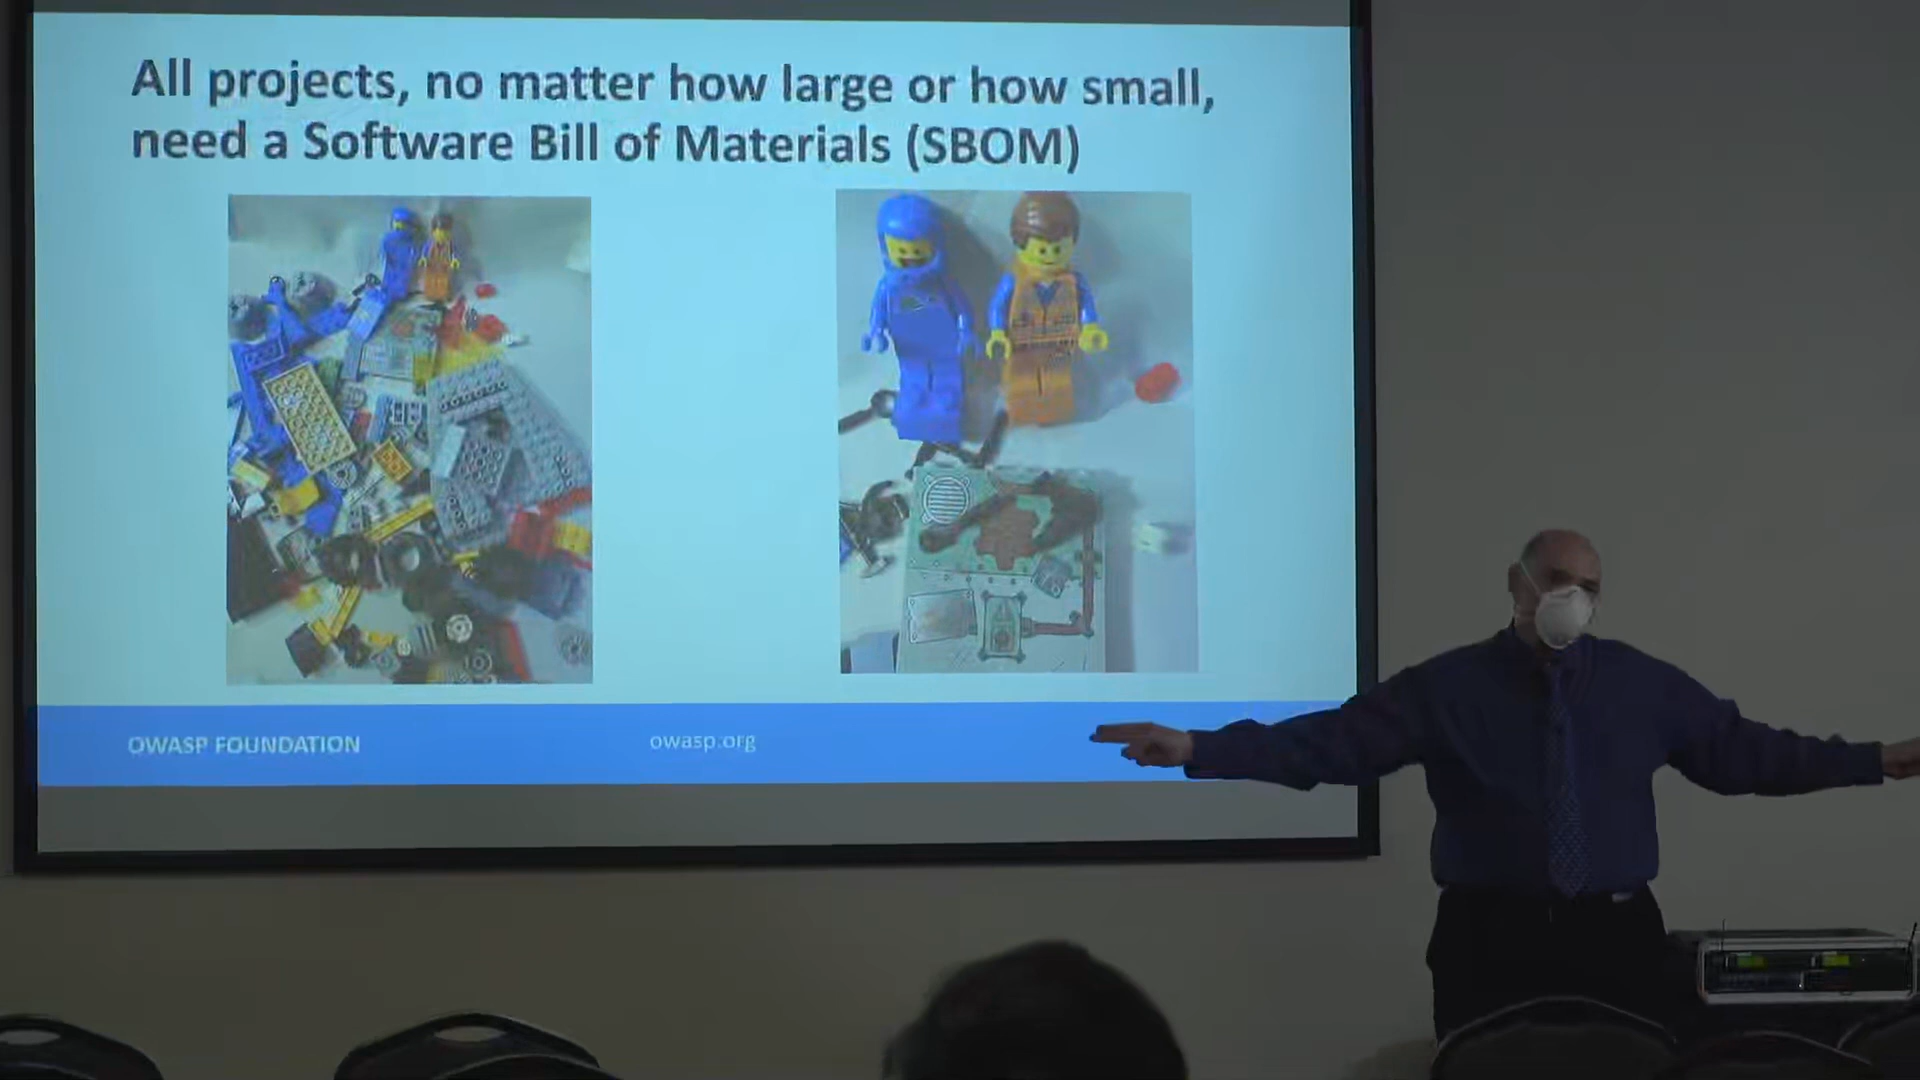 All projects, no matter how large or how small,
need a Software Bill of Materials (SBOM)
OWASP FOUNDATION
owasp.org